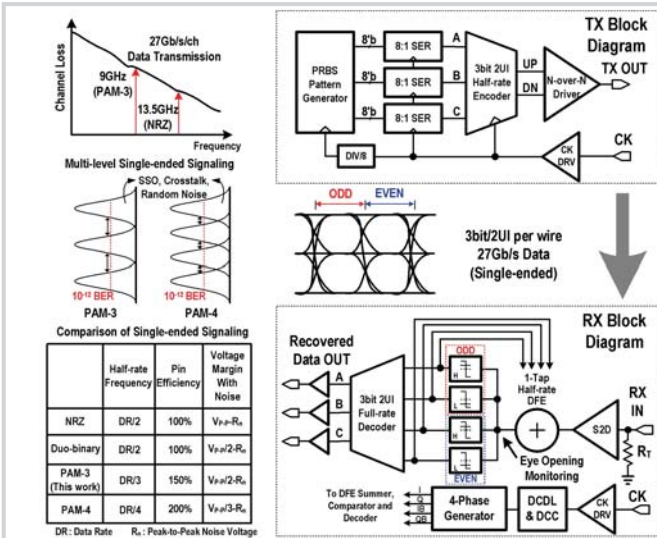 Channel Loss
27Gb/s/ch
Data Transmission
9GHz
(PAM-3)
13.5GHz
(NRZ)
Frequency
Multi-level Single-ended Signaling
SSO, Crosstalk,
Random Noise
10-12 BER
10-12 BER
PAM-3
PAM-4
Comparison of Single-ended Signaling
Half-rate Frequency
Pin Efficiency
Voltage Margin With Noise
NRZ DR/2 100% VP-P-Rn
Duo-binary DR/2 100% VP-P/2-Rn
PAM-3 (This work) DR/3 150% VP-P/2-Rn
PAM-4 DR/4 200% VP-P/3-Rn
DR : Data Rate Rn : Peak-to-Peak Noise Voltage
TX Block
Diagram
PRBS
Pattern
Generator
8'b
8:1 SER
A
8'b
8:1 SER
B
8'b
8:1 SER
C
3bit 2UI
Half-rate
Encoder
UP
DN
N-over-N
Driver
TX OUT
DIV/8
CK
DRV
CK
ODD
EVEN
3bit/2UI per wire
27Gb/s Data
(Single-ended)
RX Block
Diagram
Recovered
Data OUT
A
B
C
3bit 2UI
Full-rate
Decoder
ODD
H
L
H
L
EVEN
1-Tap
Half-rate
DFE
S2D
RX
IN
RT
Eye Opening
Monitoring
To DFE Summer,
Comparator and
Decoder
I
Q
IB
QB
4-Phase
Generator
DCDL
& DCC
CK
DRV
CK